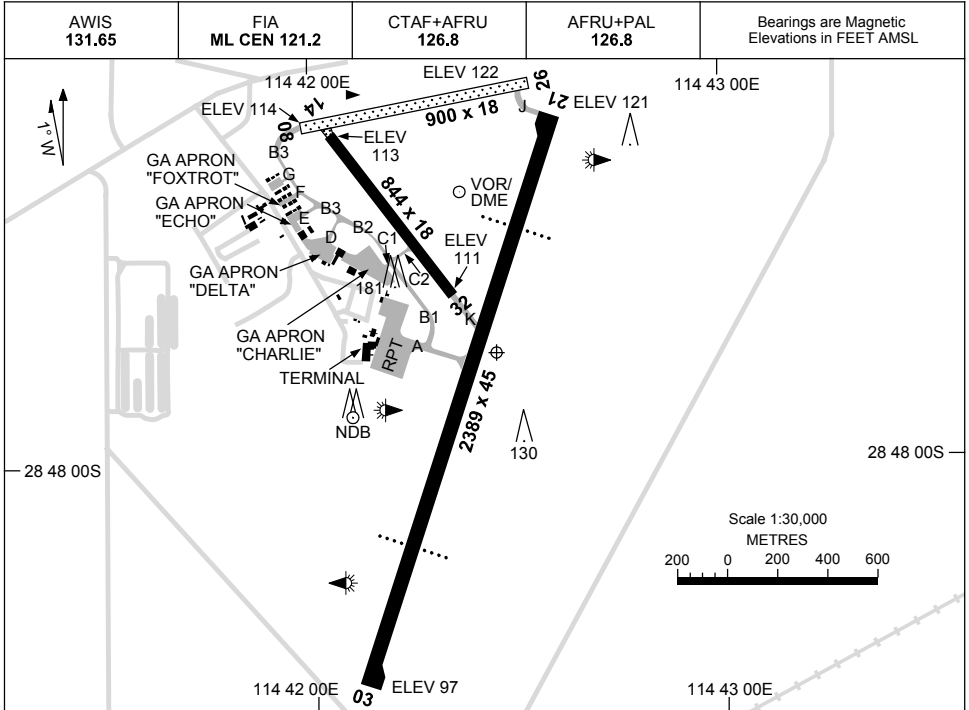 AWIS
131.65
FIA
ML CEN 121.2
CTAF+AFRU
126.8
AFRU+PAL
126.8
Bearings are Magnetic
Elevations in FEET AMSL
1° W
114 42 00E
114 43 00E
ELEV 122
ELEV 114
14
26
21
ELEV 121
J
900 x 18
08
ELEV
113
B3
GA APRON
"FOXTROT"
G
F
GA APRON
"ECHO"
E
B3
844 x 18
VOR/
DME
B2
D
C1
ELEV
111
GA APRON
"DELTA"
181
C2
32
K
B1
GA APRON
"CHARLIE"
A
RPT
TERMINAL
2389 x 45
NDB
130
28 48 00S
28 48 00S
Scale 1:30,000
METRES
200 0 200 400 600
114 42 00E
03
ELEV 97
114 43 00E